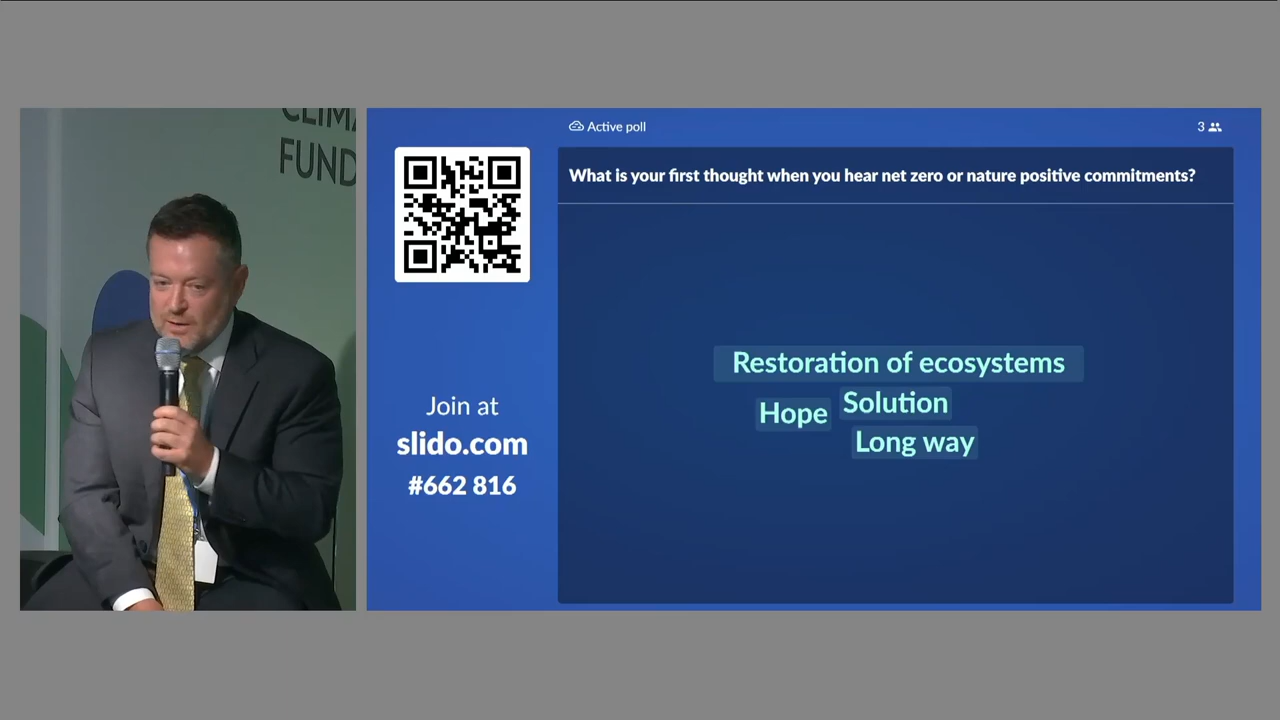 CLIMA
FUND
Active poll
3
What is your first thought when you hear net zero or nature positive commitments?
Restoration of ecosystems
Solution
Hope
Long way
Join at
slido.com
#662 816